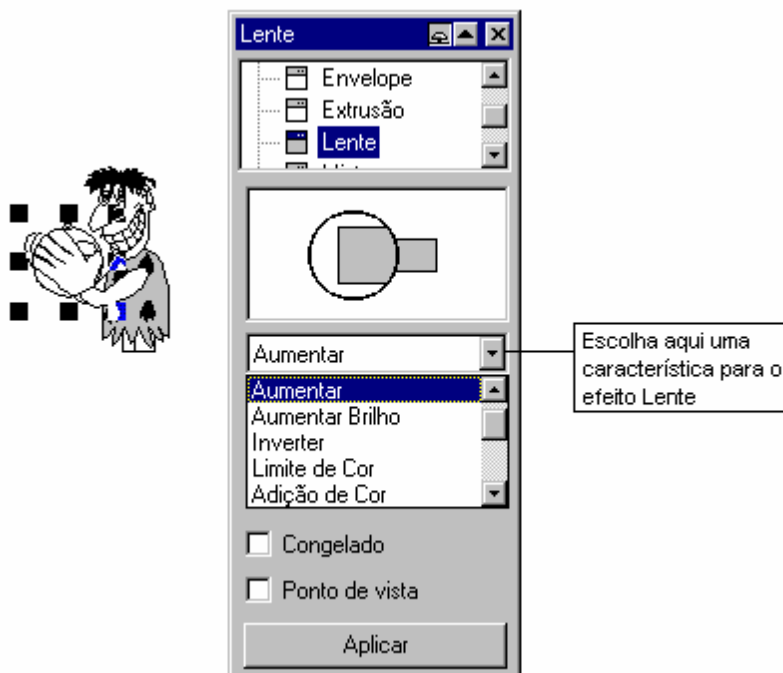 Lente
Envelope
Extrusão
Lente
Aumentar
Escolha aqui uma
característica para o
efeito Lente
Aumentar
Aumentar Brilho
Inverter
Limite de Cor
Adição de Cor
Congelado
Ponto de vista
Aplicar